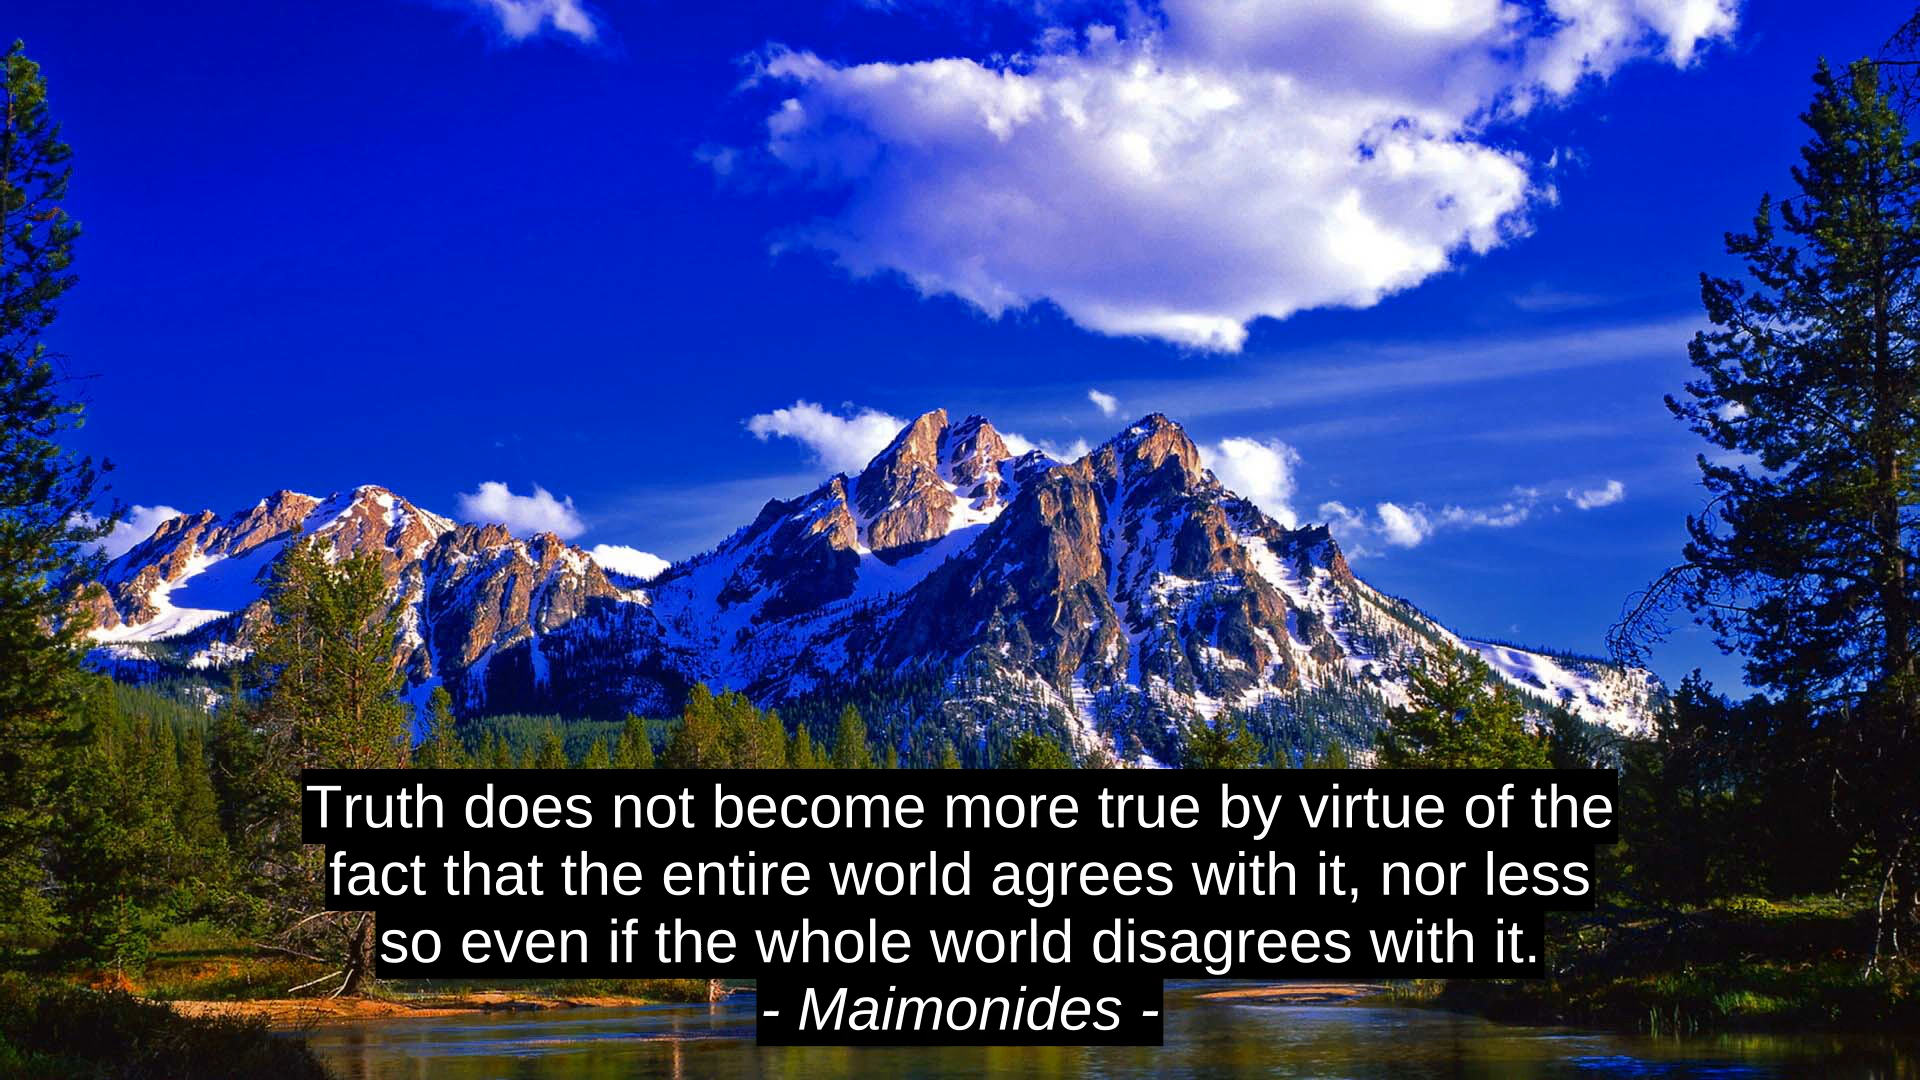 Truth does not become more true by virtue of the
fact that the entire world agrees with it, nor less
so even if the whole world disagrees with it.
- Maimonides -